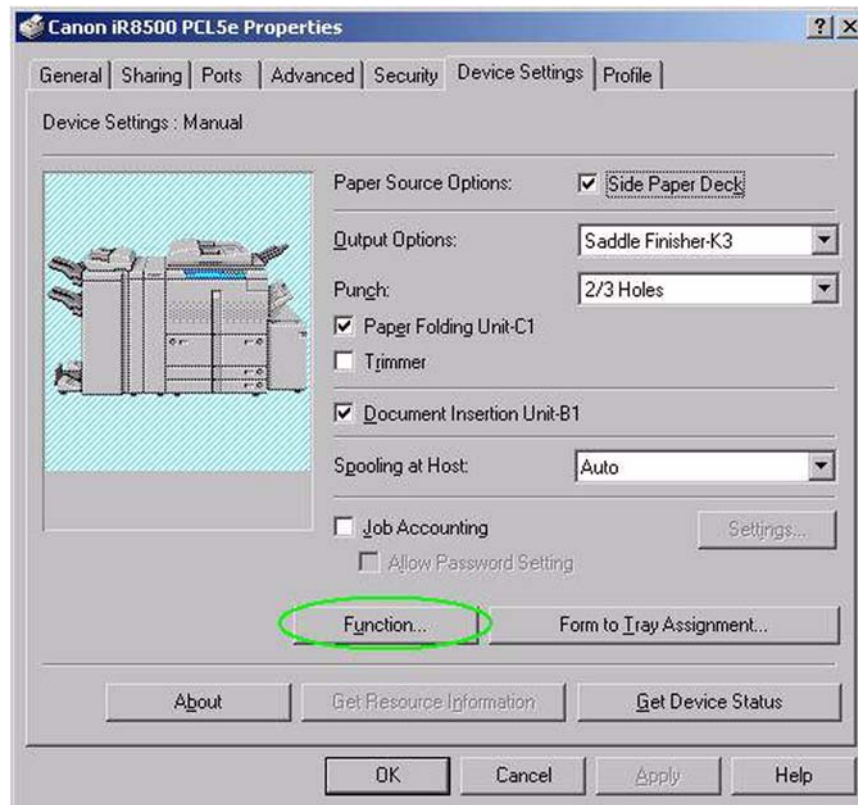 Canon iR8500 PCL5e Properties
General Sharing Ports Advanced Security Device Settings Profile
Device Settings : Manual
Paper Source Options: Side Paper Deck
Output Options: Saddle Finisher-K3
Punch: 2/3 Holes
Paper Folding Unit-C1
Trimmer
Document Insertion Unit-B1
Spooling at Host: Auto
Job Accounting Settings...
Allow Password Setting
Function... Form to Tray Assignment...
About Get Resource Information Get Device Status
OK Cancel Apply Help